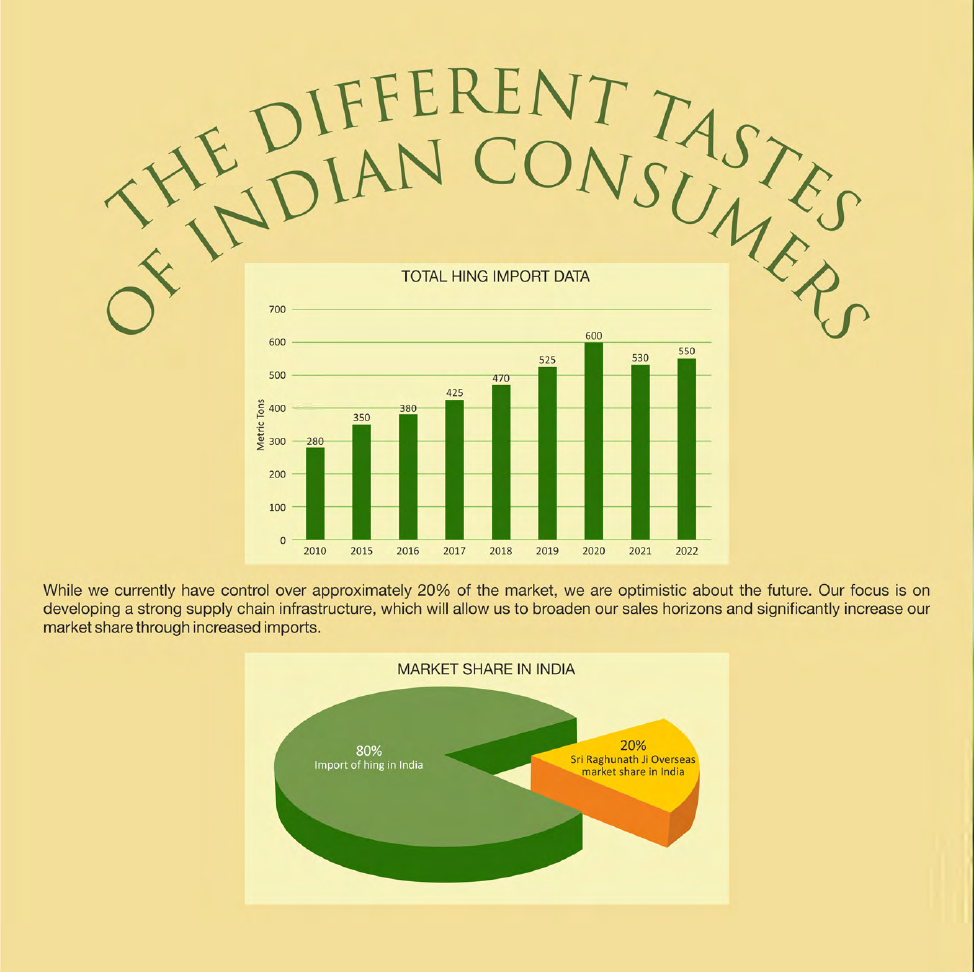 THE DIFFERENT TASTES
OF INDIAN CONSUMERS
TOTAL HING IMPORT DATA
Metric Tons
700
600
500
400
300
200
100
0
280
350
380
425
470
525
600
530
550
2010 2015 2016 2017 2018 2019 2020 2021 2022
While we currently have control over approximately 20% of the market, we are optimistic about the future. Our focus is on
developing a strong supply chain infrastructure, which will allow us to broaden our sales horizons and significantly increase our
market share through increased imports.
MARKET SHARE IN INDIA
80%
Import of hing in India
20%
Sri Raghunath Ji Overseas
market share in India